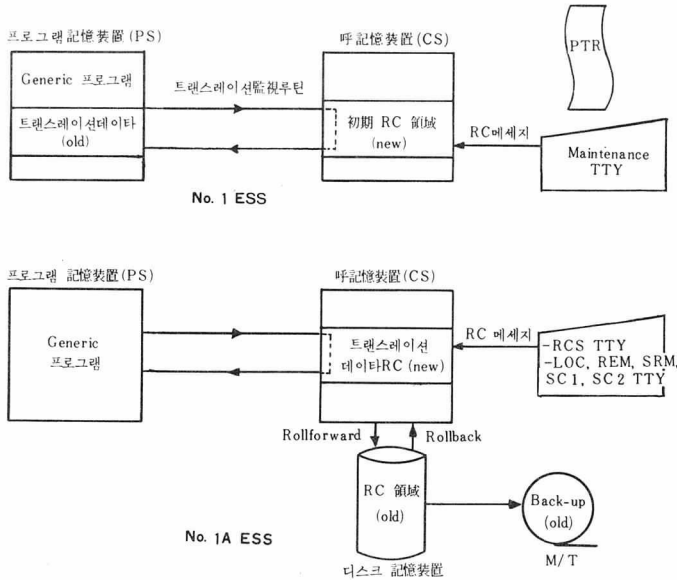 프로그램記憶装置(PS)
呼記憶装置(CS)
PTR
Generic 프로그램
트랜스레이션監視루틴
트랜스레이션데이타
(old)
初期 RC 領域
(new)
RC메세지
Maintenance
TTY
No. 1 ESS
프로그램 記憶装置(PS)
呼記憶装置(CS)
Generic
프로그램
트랜스레이션
데이타RC (new)
RC 메세지
-RCS TTY
-LOC, REM, SRM,
SC1, SC2 TTY
Rollforward
Rollback
RC 領域
(old)
Back-up
(old)
No. 1A ESS
M/T
디스크 記憶装置